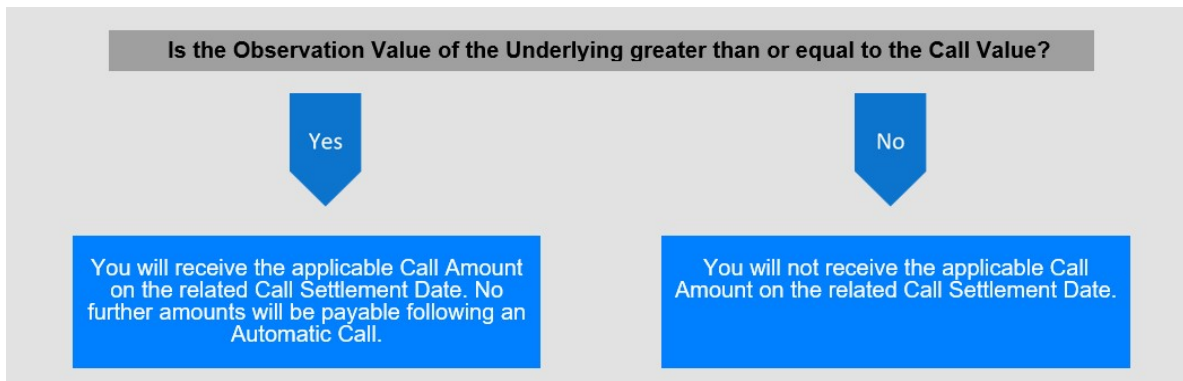 Is the Observation Value of the Underlying greater than or equal to the Call Value?
Yes
No
You will receive the applicable Call Amount
on the related Call Settlement Date. No
further amounts will be payable following an
Automatic Call.
You will not receive the applicable Call
Amount on the related Call Settlement Date.